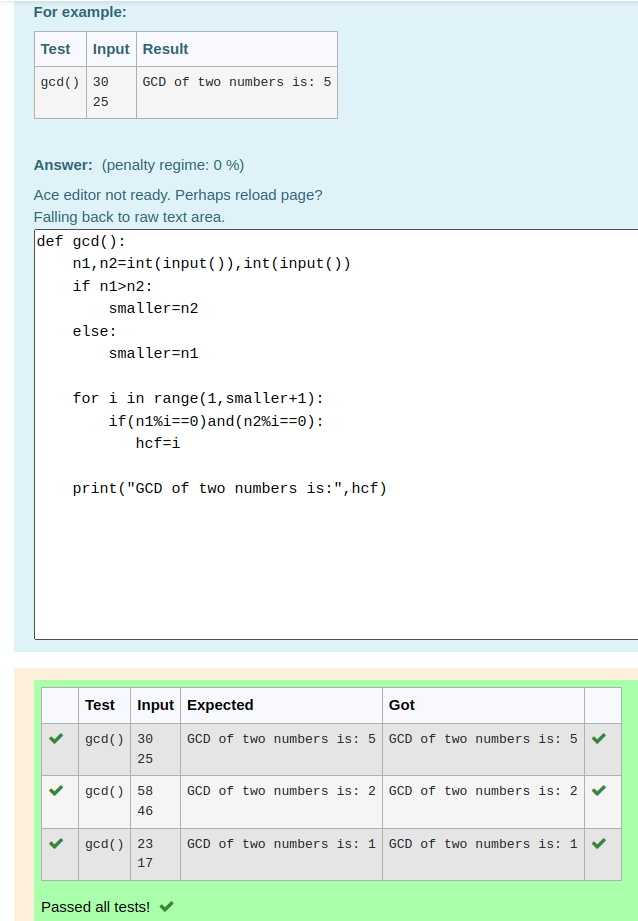 For example:
Test Input Result
gcd() 30 GCD of two numbers is: 5
25
Answer: (penalty regime: 0 %)
Ace editor not ready. Perhaps reload page?
Falling back to raw text area.
def gcd():
    n1,n2=int(input()),int(input())
    if n1>n2:
        smaller=n2
    else:
        smaller=n1
    for i in range(1,smaller+1):
        if(n1%i==0)and(n2%i==0):
           hcf=i
    print("GCD of two numbers is:",hcf)
Test Input Expected Got
gcd() 30 GCD of two numbers is: 5 GCD of two numbers is: 5
25
gcd() 58 GCD of two numbers is: 2 GCD of two numbers is: 2
46
gcd() 23 GCD of two numbers is: 1 GCD of two numbers is: 1
17
Passed all tests!